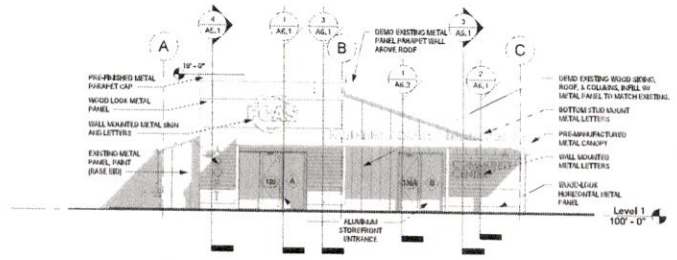 4
A6.1
1
A6.1
3
A6.1
3
A6.1
A
B
C
DEMO EXISTING METAL
PANEL PARAPET WALL
ABOVE ROOF
1
A6.2
2
A6.1
PRE-FINISHED METAL
PARAPET CAP
WOOD LOOK METAL
PANEL
WALL MOUNTED METAL SIGN
AND LETTERS
EXISTING METAL
PANEL, PAINT
(BASE BID)
DEMO EXISTING WOOD SIDING,
ROOF, & COLUMNS, INFILL W/
METAL PANEL TO MATCH EXISTING.
BOTTOM STUD MOUNT
METAL LETTERS
PRE-MANUFACTURED
METAL CANOPY
WALL MOUNTED
METAL LETTERS
WOOD-LOOK
HORIZONTAL METAL
PANEL
A
B
ALUMINUM
STOREFRONT
ENTRANCE
Level 1
100' - 0"